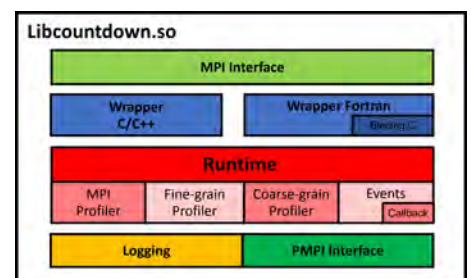 Libcountdown.so
MPI Interface
Wrapper
C/C++
Wrapper Fortran
Runtime
MPI
Profiler
Fine-grain
Profiler
Coarse-grain
Profiler
Events
Callback
Logging
PMPI Interface